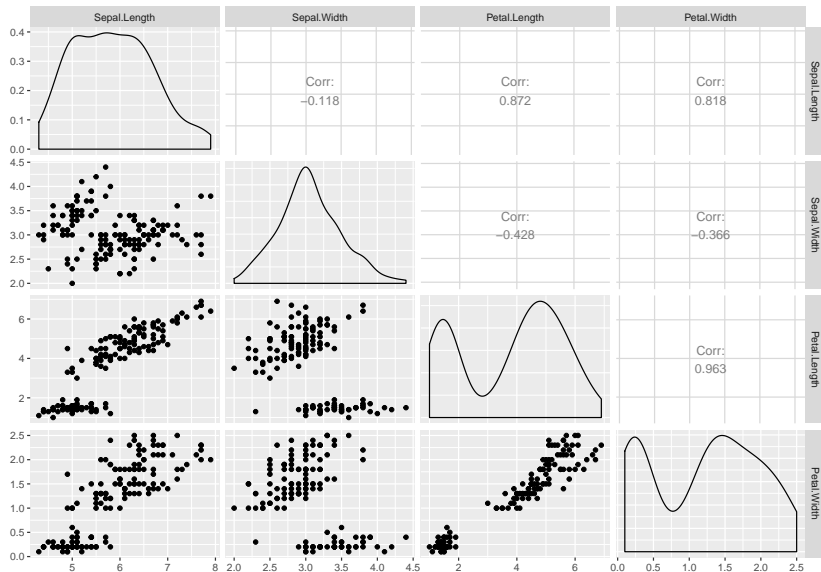 Sepal.Length Sepal.Width Petal.Length Petal.Width
0.4
0.3
0.2
0.1
0.0
Corr:
−0.118
Corr:
0.872
Corr:
0.818
Sepal.Length
4.5
4.0
3.5
3.0
2.5
2.0
Corr:
−0.428
Corr:
−0.366
Sepal.Width
6
4
2
Corr:
0.963
Petal.Length
2.5
2.0
1.5
1.0
0.5
0.0
Petal.Width
5 6 7 8 2.0 2.5 3.0 3.5 4.0 4.5 2 4 6 0.0 0.5 1.0 1.5 2.0 2.5